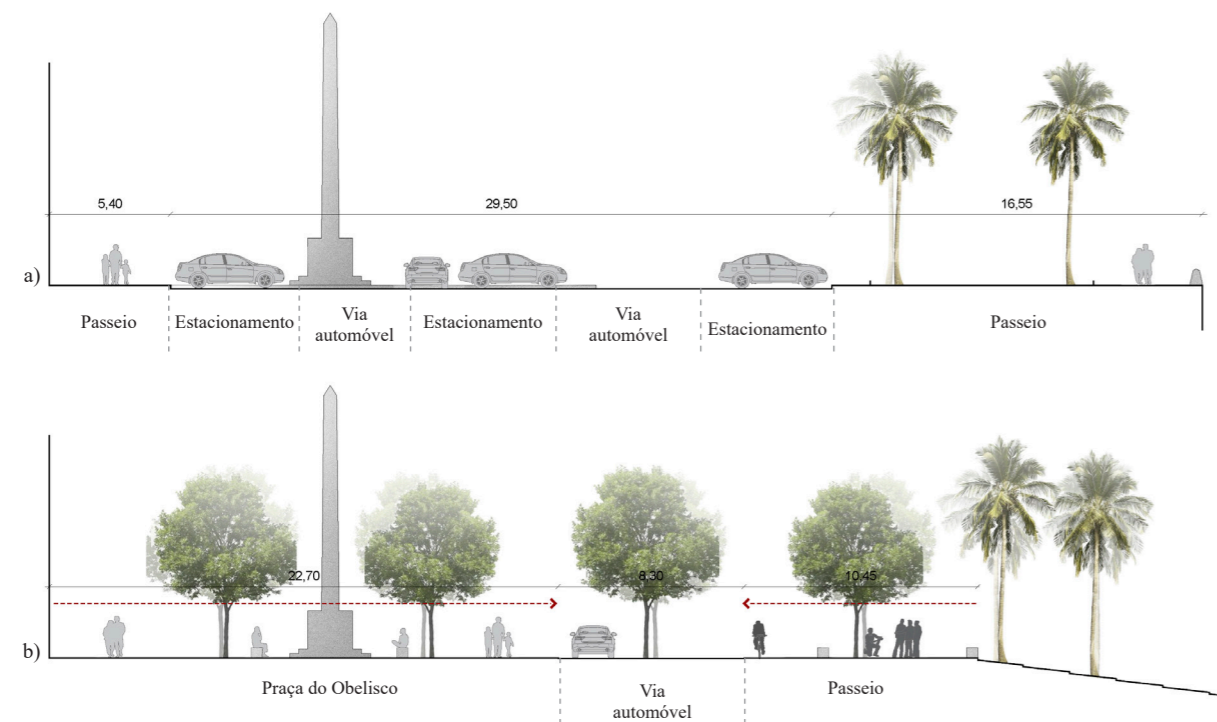 5,40
29,50
16,55
a)
Passeio
Estacionamento
Via
automóvel
Estacionamento
Via
automóvel
Estacionamento
Passeio
22,70
8,30
10,45
b)
Praça do Obelisco
Via
automóvel
Passeio